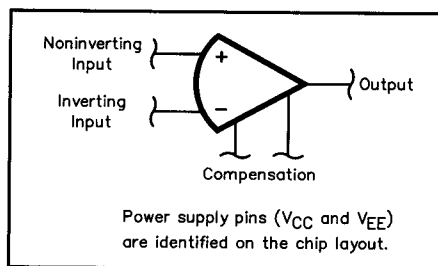 Noninverting
Input
+
Output
Inverting
Input
−
Compensation
Power supply pins (VCC and VEE)
are identified on the chip layout.